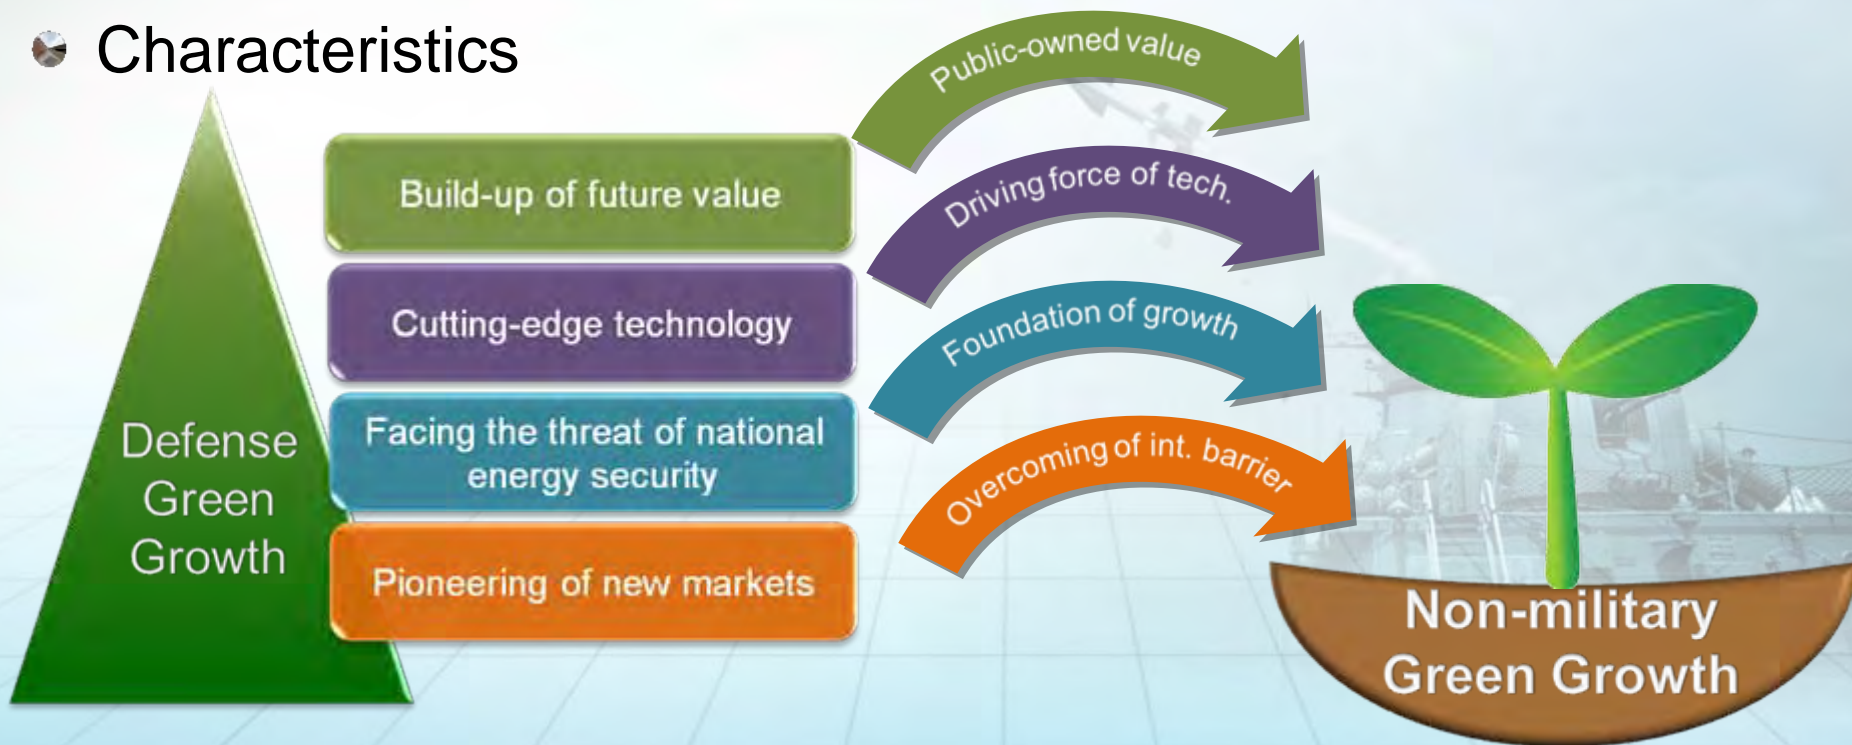 Characteristics
Defense
Green
Growth
Build-up of future value
Cutting-edge technology
Facing the threat of national
energy security
Pioneering of new markets
Public-owned value
Driving force of tech.
Foundation of growth
Overcoming of int. barrier
Non-military
Green Growth